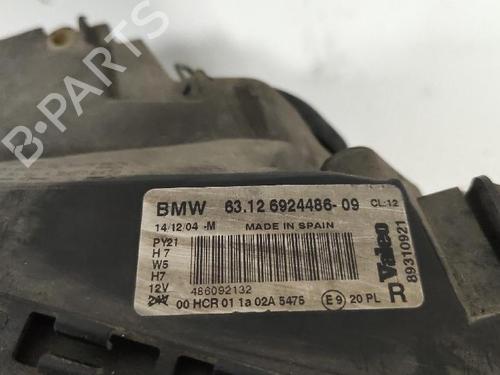 B-PARTS
BMW 63.12 6924486-09 CL:12
14/12/04 -M MADE IN SPAIN
PY21
H7
W5
H7
12V 486092132
24V 00 HCR 01 1a 02A 5475 E9 20 PL
R
Valeo
89310921